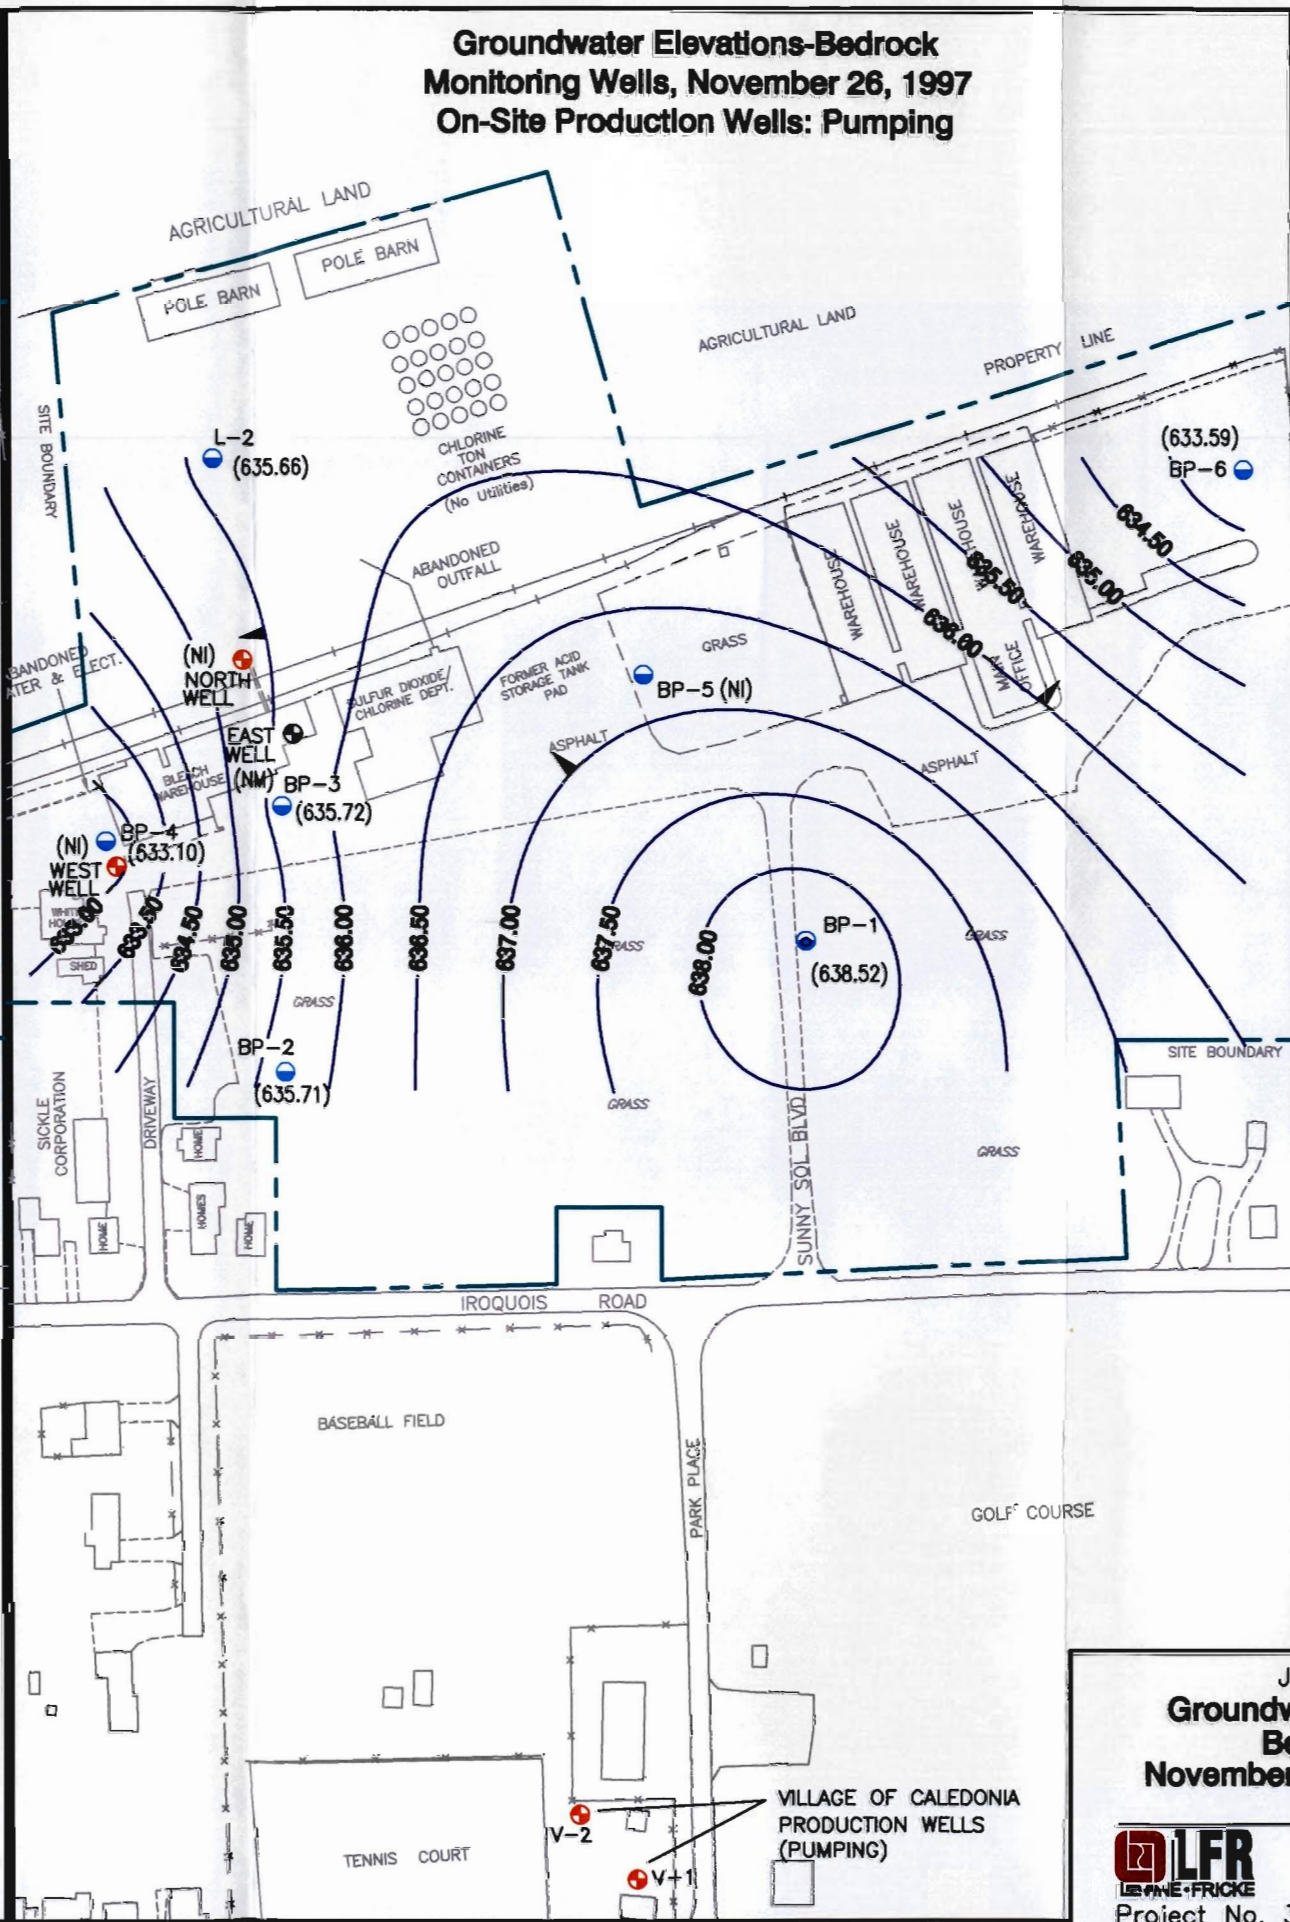 Groundwater Elevations-Bedrock
Monitoring Wells, November 26, 1997
On-Site Production Wells: Pumping
AGRICULTURAL LAND
POLE BARN
POLE BARN
AGRICULTURAL LAND
PROPERTY LINE
SITE BOUNDARY
L-2
(635.66)
CHLORINE
TON
CONTAINERS
(No Utilities)
(633.59)
BP-6
634.50
ABANDONED
OUTFALL
WAREHOUSE
WAREHOUSE
WAREHOUSE
WAREHOUSE
635.50
635.00
636.00
MAIN
OFFICE
BANDONED
ATER & ELECT.
(NI)
NORTH
WELL
SULFUR DIOXIDE/
CHLORINE DEPT.
FORMER ACID
STORAGE TANK
PAD
GRASS
BP-5 (NI)
EAST
WELL
(NM)
ASPHALT
ASPHALT
BLEACH
WAREHOUSE
BP-3
(635.72)
BP-4
(633.10)
(NI)
WEST
WELL
WHITE
HOUSE
SHED
633.00
633.50
634.50
635.00
635.50
636.00
636.50
637.00
637.50
638.00
GRASS
RASS
GRASS
BP-1
(638.52)
BP-2
(635.71)
SITE BOUNDARY
SICKLE
CORPORATION
DRIVEWAY
HOME
HOMES
HOME
HOME
GRASS
GRASS
SUNNY SOL BLVD.
IROQUOIS ROAD
BASEBALL FIELD
PARK PLACE
GOLF COURSE
TENNIS COURT
V-2
V-1
VILLAGE OF CALEDONIA
PRODUCTION WELLS
(PUMPING)
J
Groundw
Be
November
LFR
LEVINE•FRICKE
Project No. J